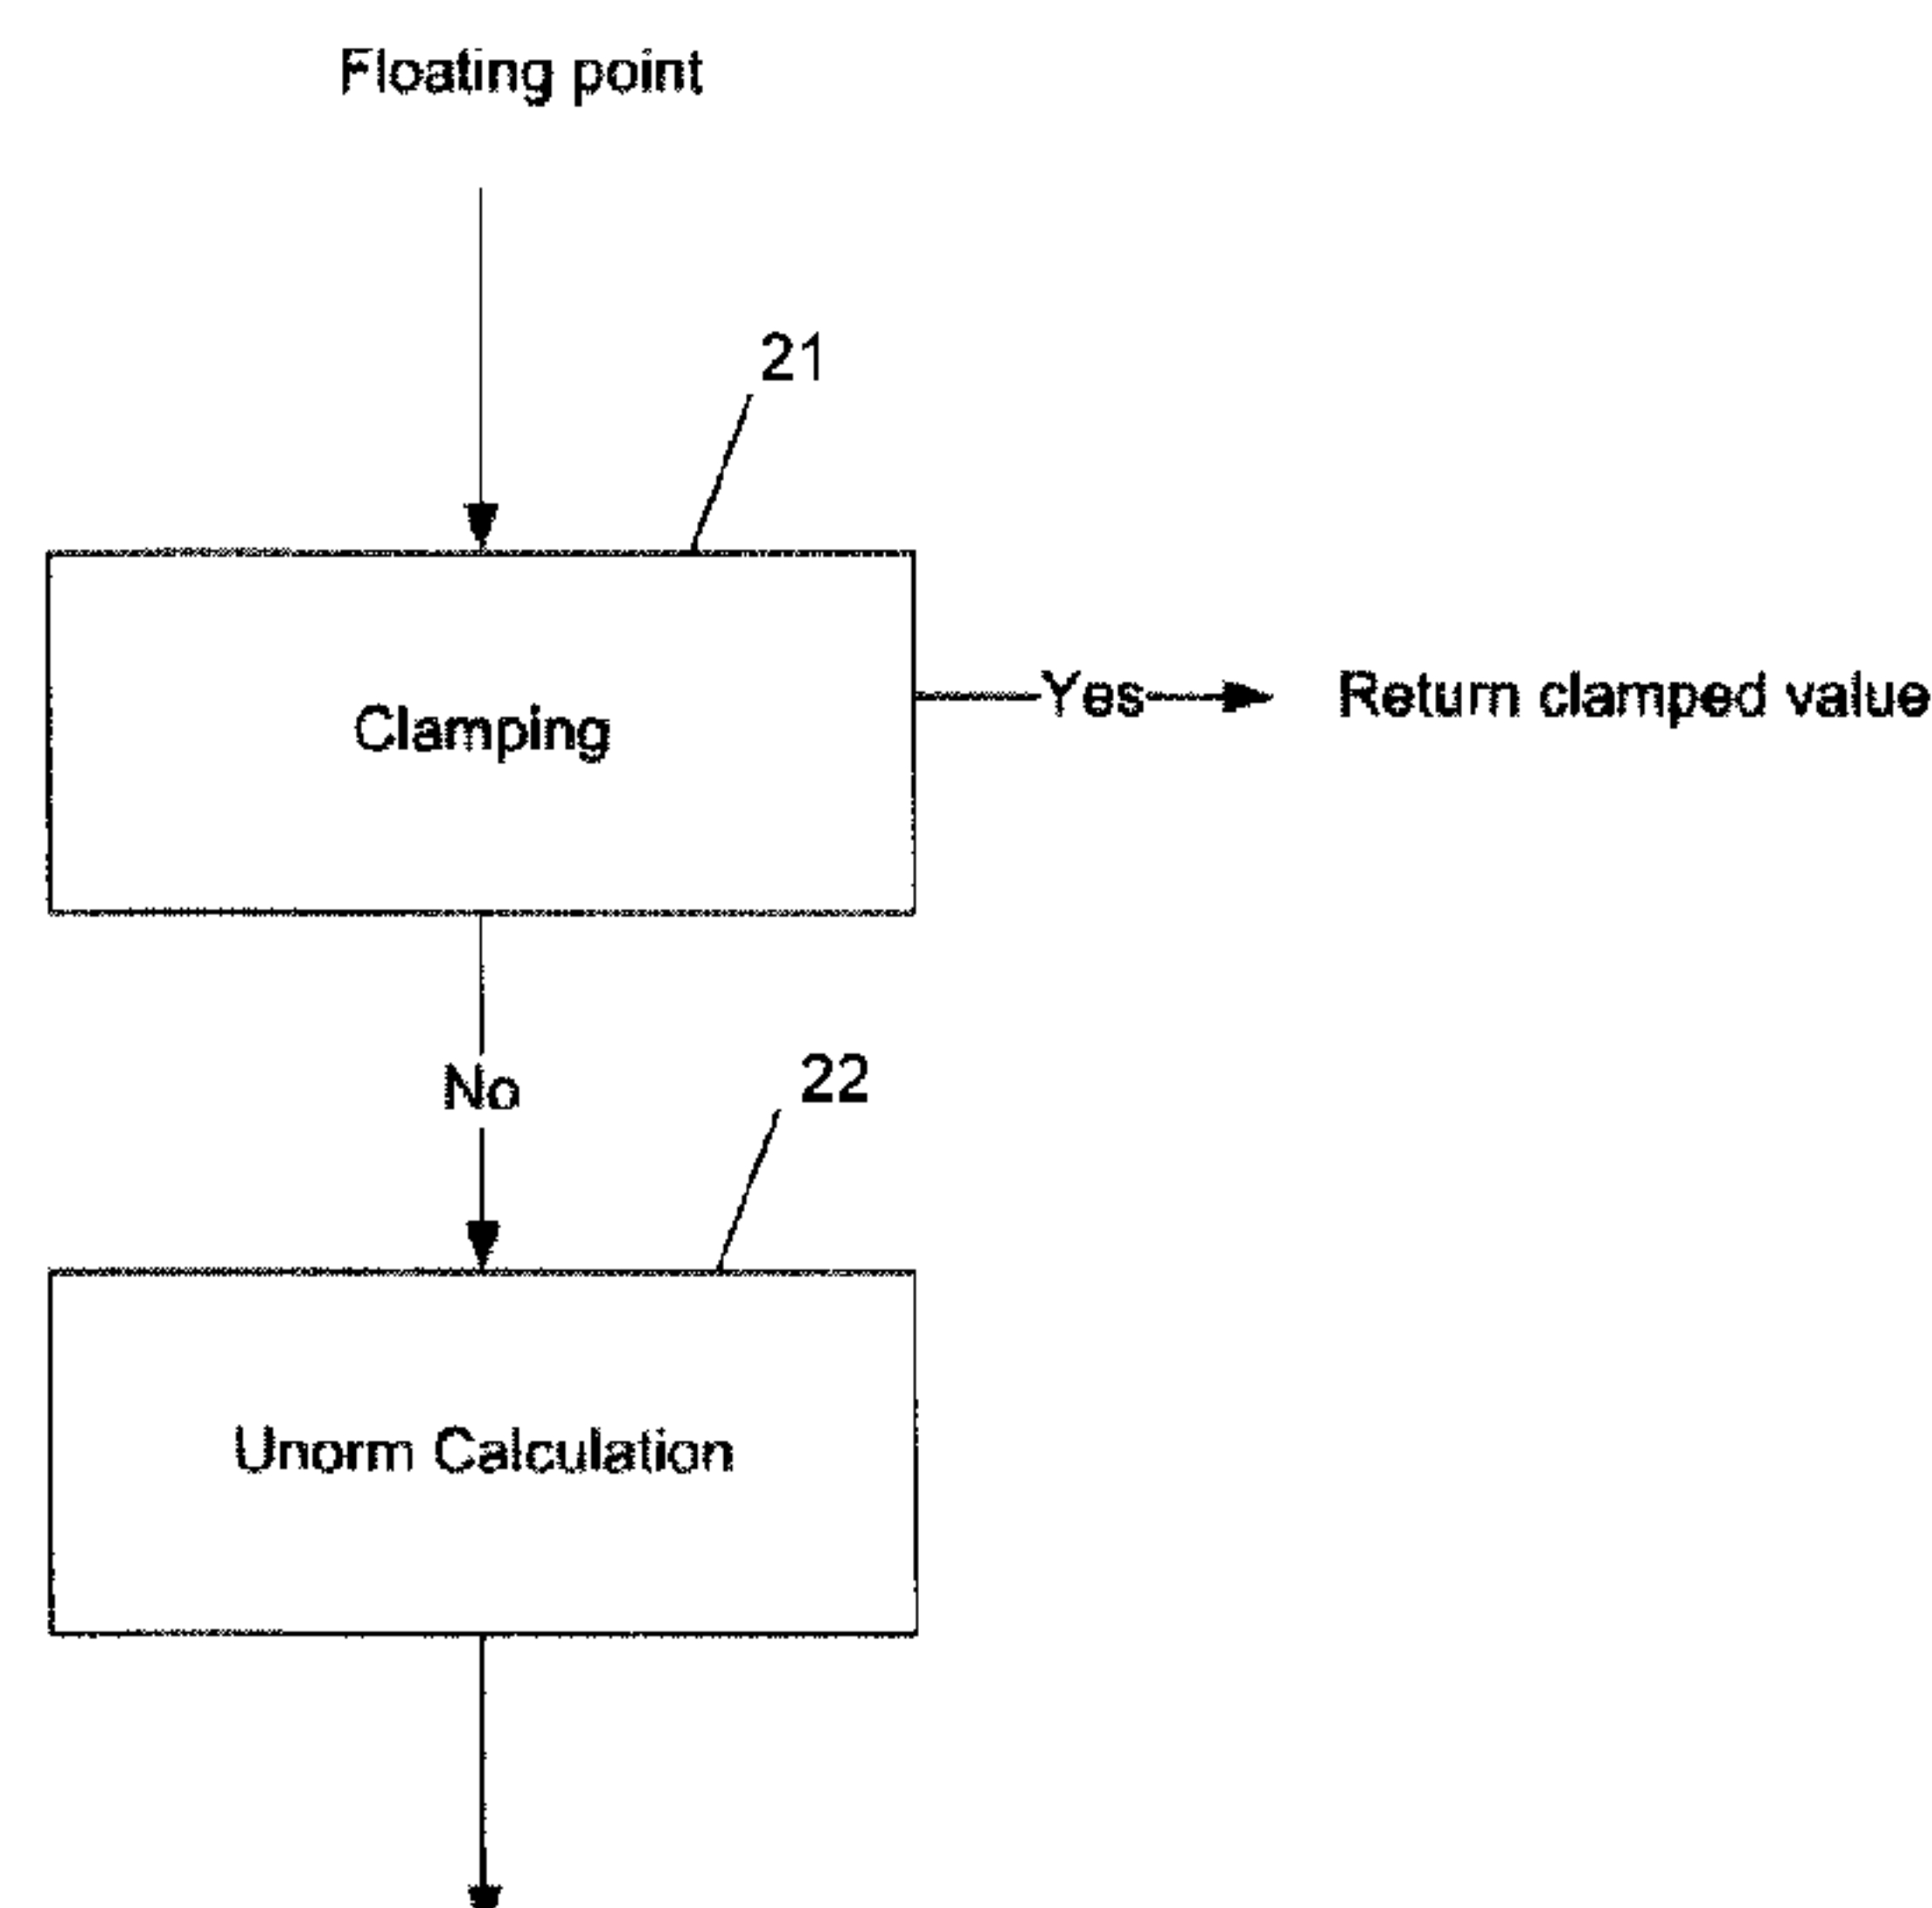 Floating point
21
Clamping
Yes
Return clamped value
No
22
Unorm Calculation